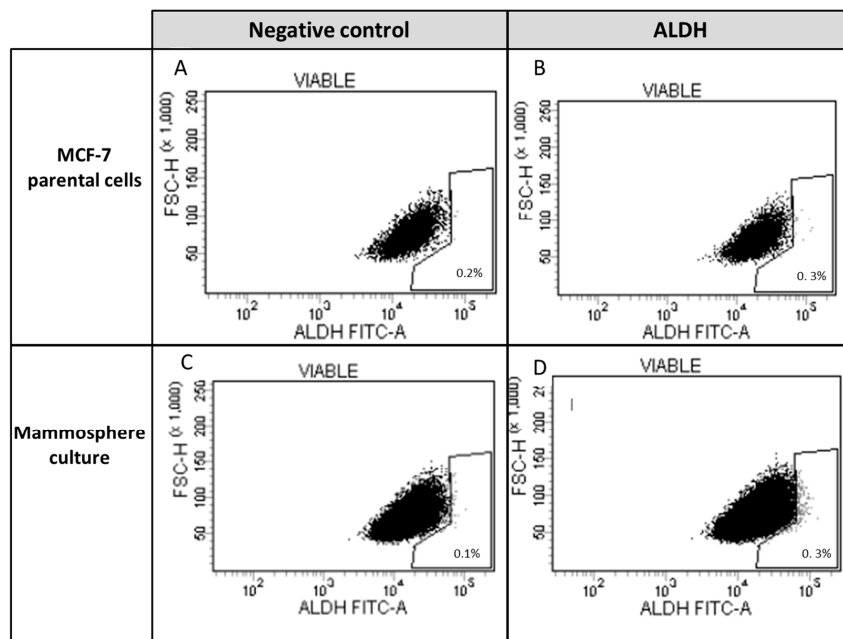 Negative control
ALDH
MCF-7
parental cells
A
VIABLE
FSC-H (x 1,000)
250
200
150
100
50
0.2%
10²
10³
10⁴
10⁵
ALDH FITC-A
B
VIABLE
FSC-H (x 1,000)
250
200
150
100
50
0. 3%
10²
10³
10⁴
10⁵
ALDH FITC-A
Mammosphere
culture
C
VIABLE
FSC-H (x 1,000)
250
200
150
100
50
0.1%
10²
10³
10⁴
10⁵
ALDH FITC-A
D
VIABLE
FSC-H (x 1,000)
250
200
150
100
50
0. 3%
10²
10³
10⁴
10⁵
ALDH FITC-A